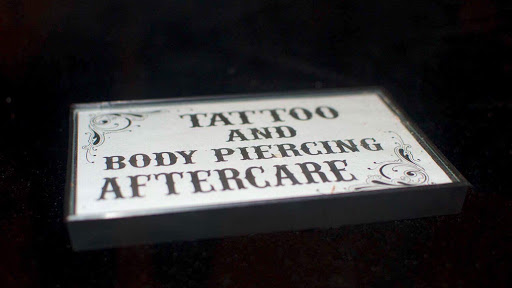 TATTOO
AND
BODY PIERCING
AFTERCARE